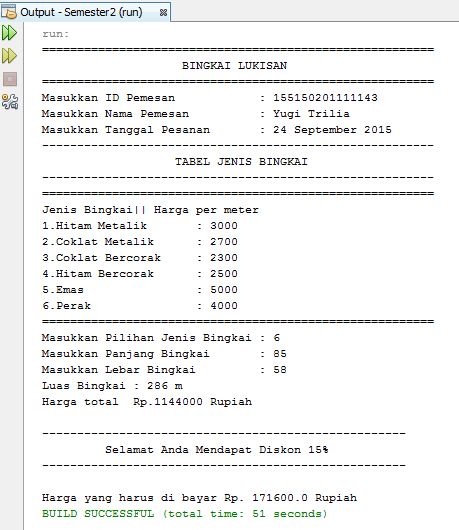 Output - Semester2 (run)
run:
========================================================
BINGKAI LUKISAN
========================================================
Masukkan ID Pemesan : 155150201111143
Masukkan Nama Pemesan : Yugi Trilia
Masukkan Tanggal Pesanan : 24 September 2015
--------------------------------------------------------
TABEL JENIS BINGKAI
--------------------------------------------------------
========================================================
Jenis Bingkai|| Harga per meter
1.Hitam Metalik : 3000
2.Coklat Metalik : 2700
3.Coklat Bercorak : 2300
4.Hitam Bercorak : 2500
5.Emas : 5000
6.Perak : 4000
========================================================
Masukkan Pilihan Jenis Bingkai : 6
Masukkan Panjang Bingkai : 85
Masukkan Lebar Bingkai : 58
Luas Bingkai : 286 m
Harga total Rp.1144000 Rupiah
----------------------------------------------------
Selamat Anda Mendapat Diskon 15%
----------------------------------------------------
Harga yang harus di bayar Rp. 171600.0 Rupiah
BUILD SUCCESSFUL (total time: 51 seconds)